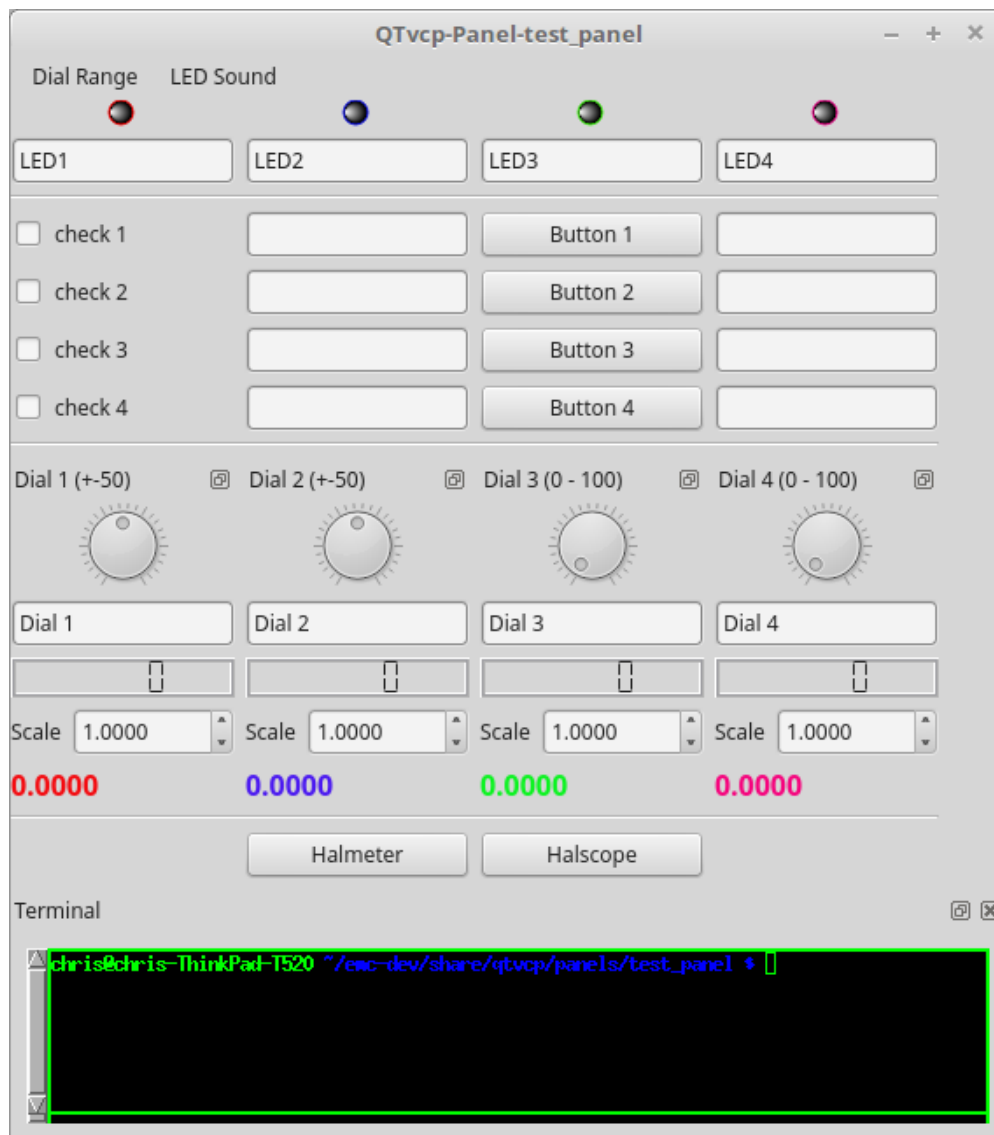 QTvcp-Panel-test_panel
Dial Range LED Sound
LED1 LED2 LED3 LED4
check 1 Button 1
check 2 Button 2
check 3 Button 3
check 4 Button 4
Dial 1 (+-50) Dial 2 (+-50) Dial 3 (0 - 100) Dial 4 (0 - 100)
Dial 1 Dial 2 Dial 3 Dial 4
0 0 0 0
Scale 1.0000 Scale 1.0000 Scale 1.0000 Scale 1.0000
0.0000 0.0000 0.0000 0.0000
Halmeter Halscope
Terminal
chris@chris-ThinkPad-T520 ~/emc-dev/share/qtvcp/panels/test_panel $